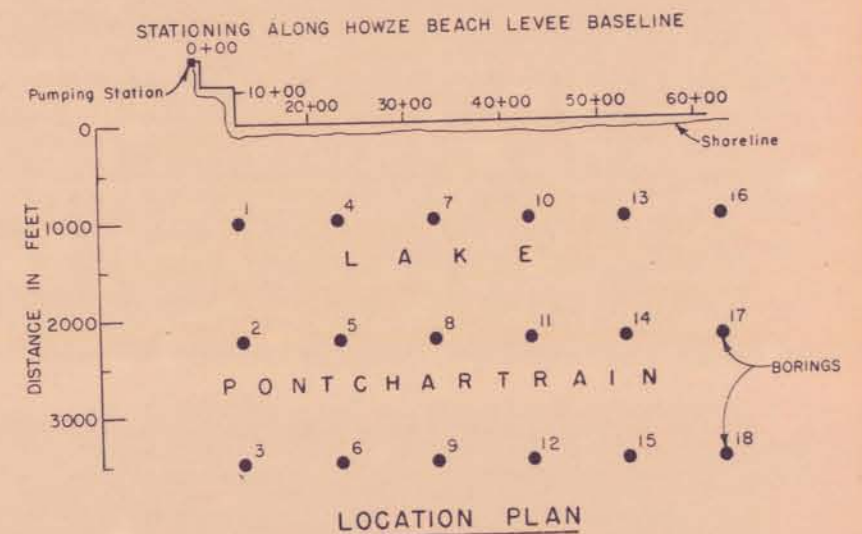 STATIONING ALONG HOWZE BEACH LEVEE BASELINE
0+00
Pumping Station
10+00
20+00 30+00 40+00 50+00 60+00
0
Shoreline
1 4 7 10 13 16
1000
LAKE
2 5 8 11 14 17
2000
DISTANCE IN FEET
BORINGS
PONTCHARTRAIN
3000
3 6 9 12 15 18
LOCATION PLAN